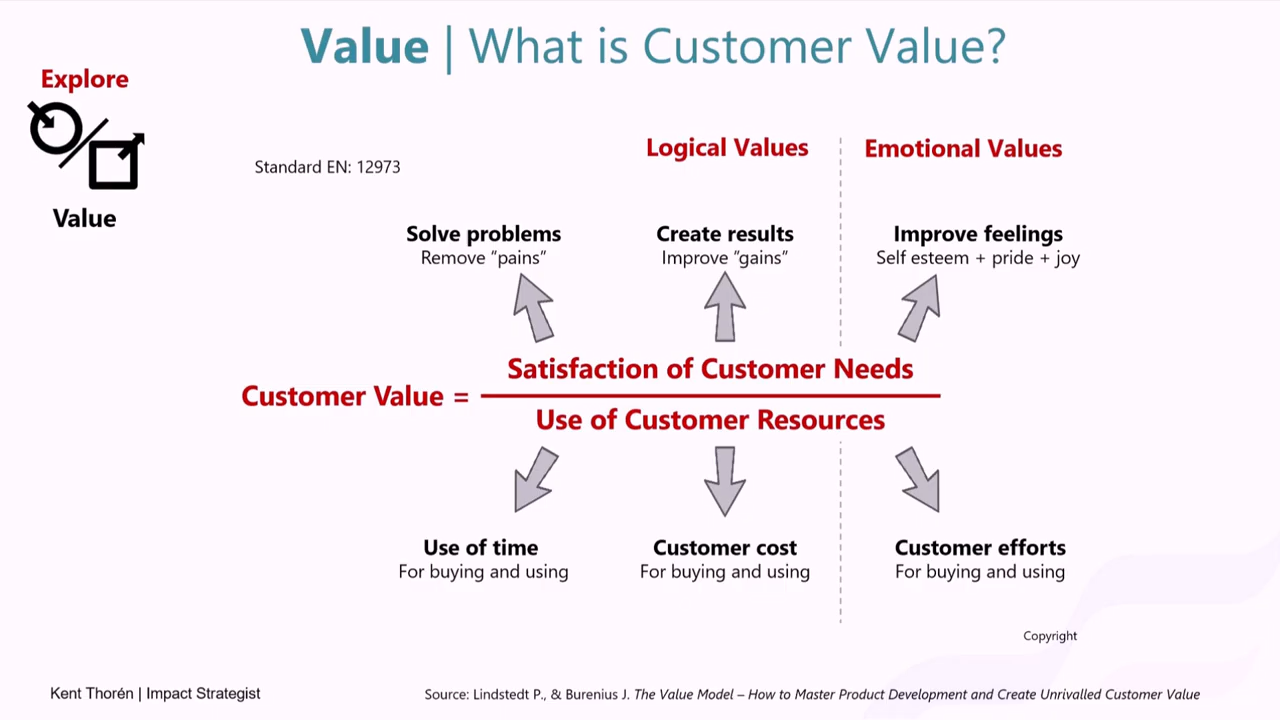 Value | What is Customer Value?
Explore
Value
Standard EN: 12973
Logical Values
Emotional Values
Solve problems
Remove "pains"
Create results
Improve "gains"
Improve feelings
Self esteem + pride + joy
Customer Value =
Satisfaction of Customer Needs
Use of Customer Resources
Use of time
For buying and using
Customer cost
For buying and using
Customer efforts
For buying and using
Copyright
Kent Thorén | Impact Strategist
Source: Lindstedt P., & Burenius J. The Value Model – How to Master Product Development and Create Unrivalled Customer Value